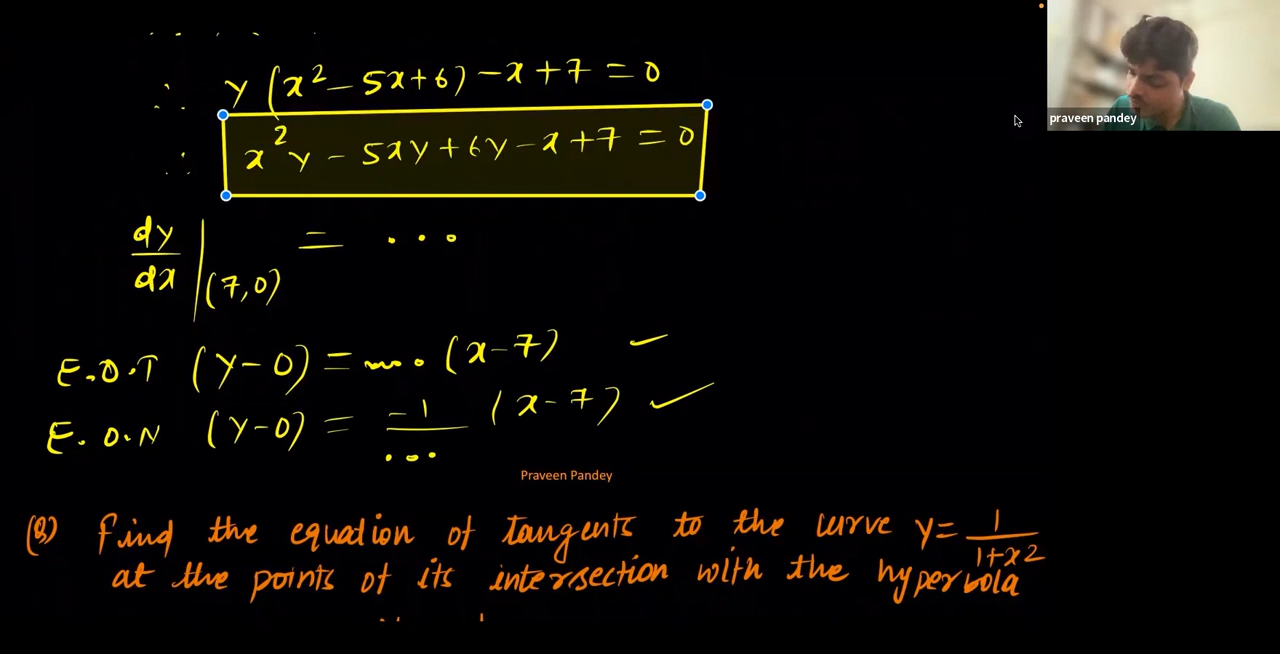 ∴ y (x² - 5x + 6) - x + 7 = 0
praveen pandey
∴ x²y - 5xy + 6y - x + 7 = 0
dy/dx |(7,0) = ...
E.O.T (y-0) = ... (x-7) ✓
E.O.N (y-0) = -1/... (x-7) ✓
Praveen Pandey
(Q) Find the equation of tangents to the curve y = 1/1+x2
at the points of its intersection with the hyperbola